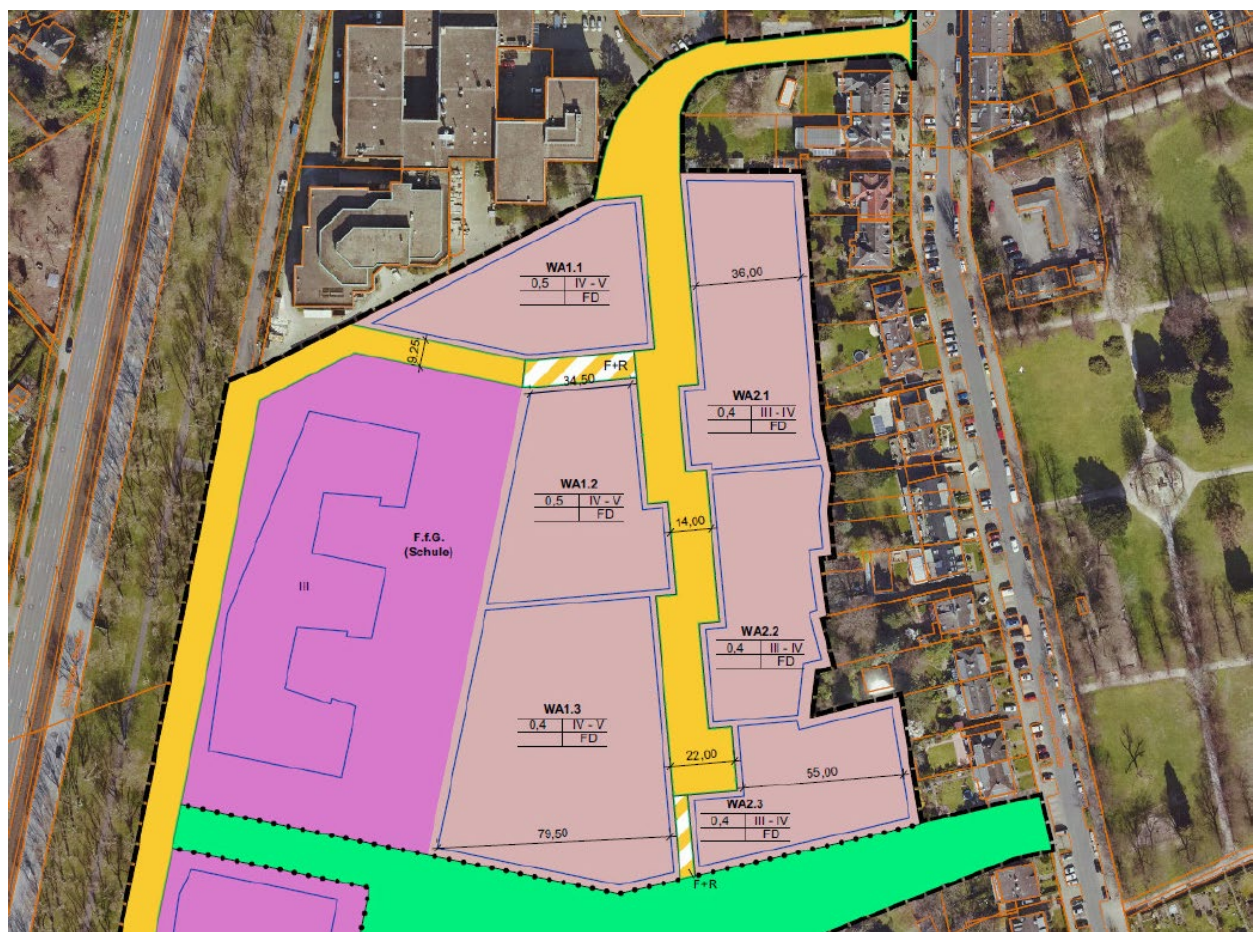 WA1.1
0,5 IV - V
FD
36,00
9,25
F+R
34,50
WA2.1
0,4 III - IV
FD
WA1.2
0,5 IV - V
FD
14,00
F.f.G.
(Schule)
III
WA2.2
0,4 III - IV
FD
WA1.3
0,4 IV - V
FD
22,00
55,00
WA2.3
0,4 III - IV
FD
79,50
F+R